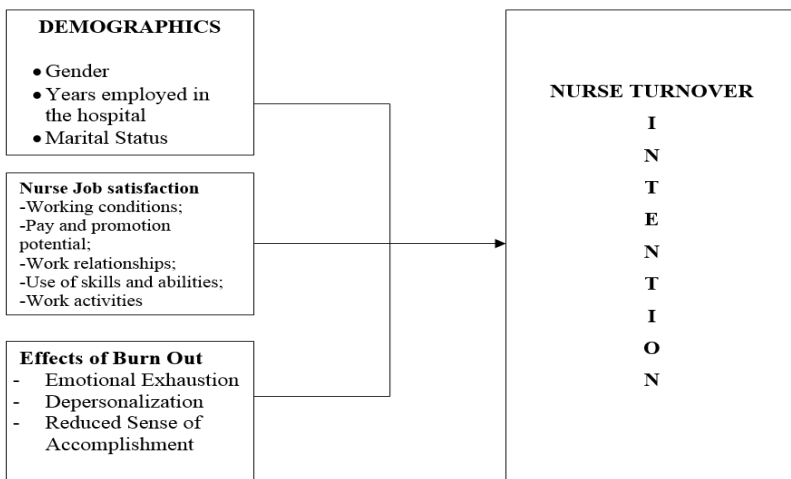 DEMOGRAPHICS
• Gender
• Years employed in
the hospital
• Marital Status
Nurse Job satisfaction
-Working conditions;
-Pay and promotion
potential;
-Work relationships;
-Use of skills and abilities;
-Work activities
Effects of Burn Out
- Emotional Exhaustion
- Depersonalization
- Reduced Sense of
Accomplishment
NURSE TURNOVER
I
N
T
E
N
T
I
O
N